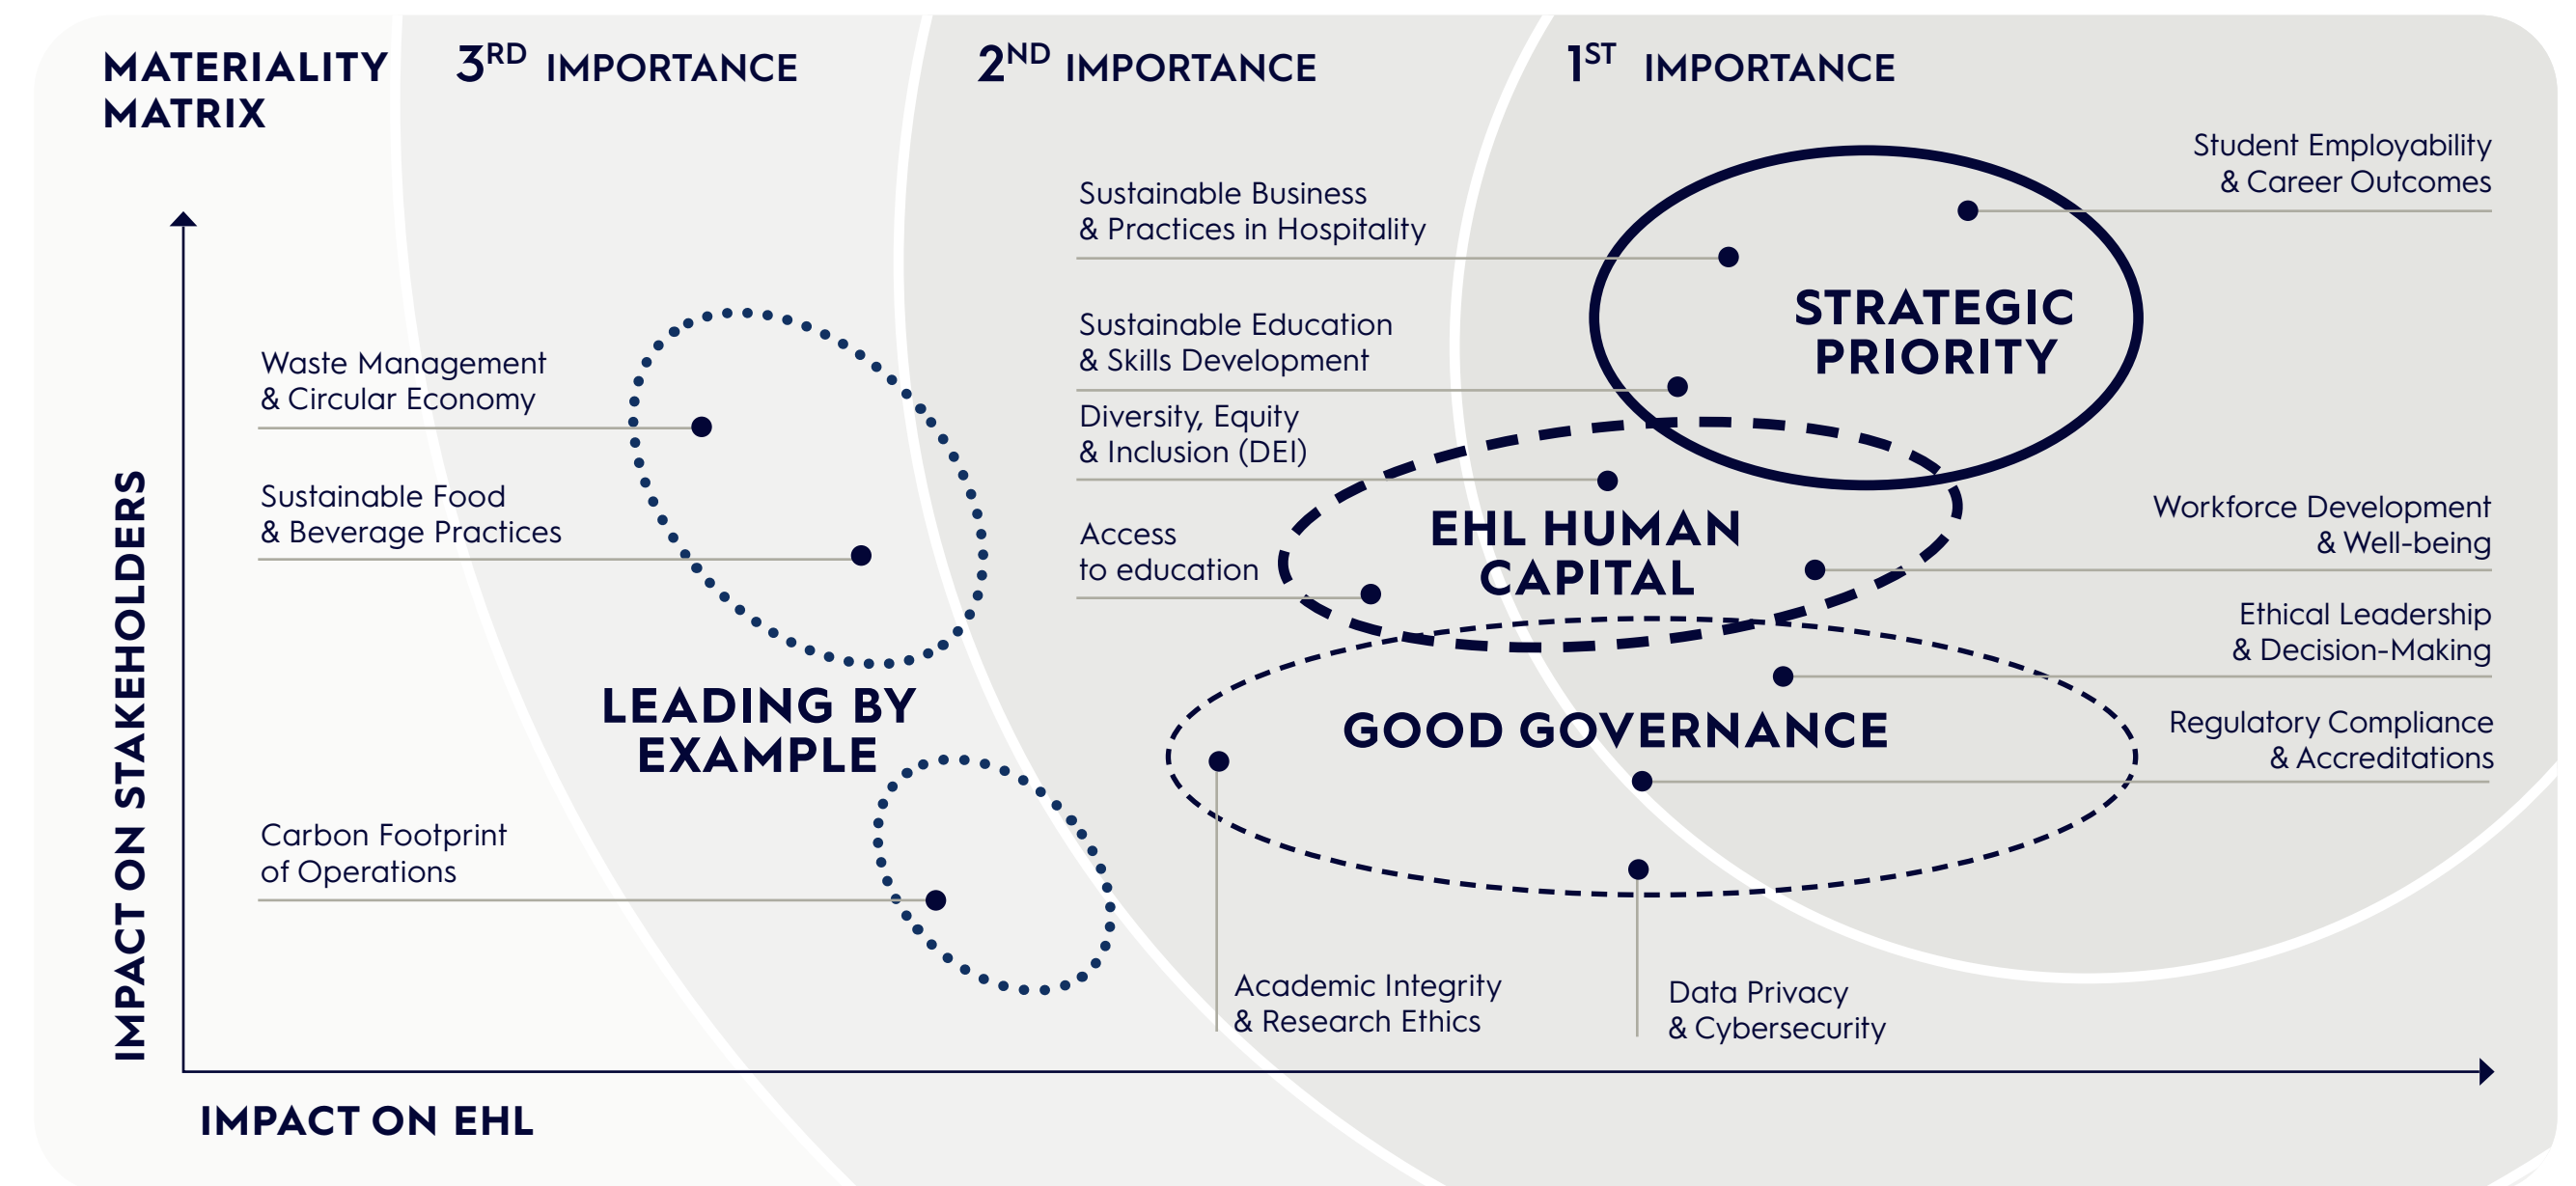 MATERIALITY
MATRIX
3RD IMPORTANCE
2ND IMPORTANCE
1ST IMPORTANCE
Student Employability
& Career Outcomes
Sustainable Business
& Practices in Hospitality
STRATEGIC
PRIORITY
Sustainable Education
& Skills Development
Waste Management
& Circular Economy
Diversity, Equity
& Inclusion (DEI)
Sustainable Food
& Beverage Practices
EHL HUMAN
CAPITAL
Access
to education
Workforce Development
& Well-being
Ethical Leadership
& Decision-Making
LEADING BY
EXAMPLE
GOOD GOVERNANCE
Regulatory Compliance
& Accreditations
Carbon Footprint
of Operations
Academic Integrity
& Research Ethics
Data Privacy
& Cybersecurity
IMPACT ON STAKEHOLDERS
IMPACT ON EHL